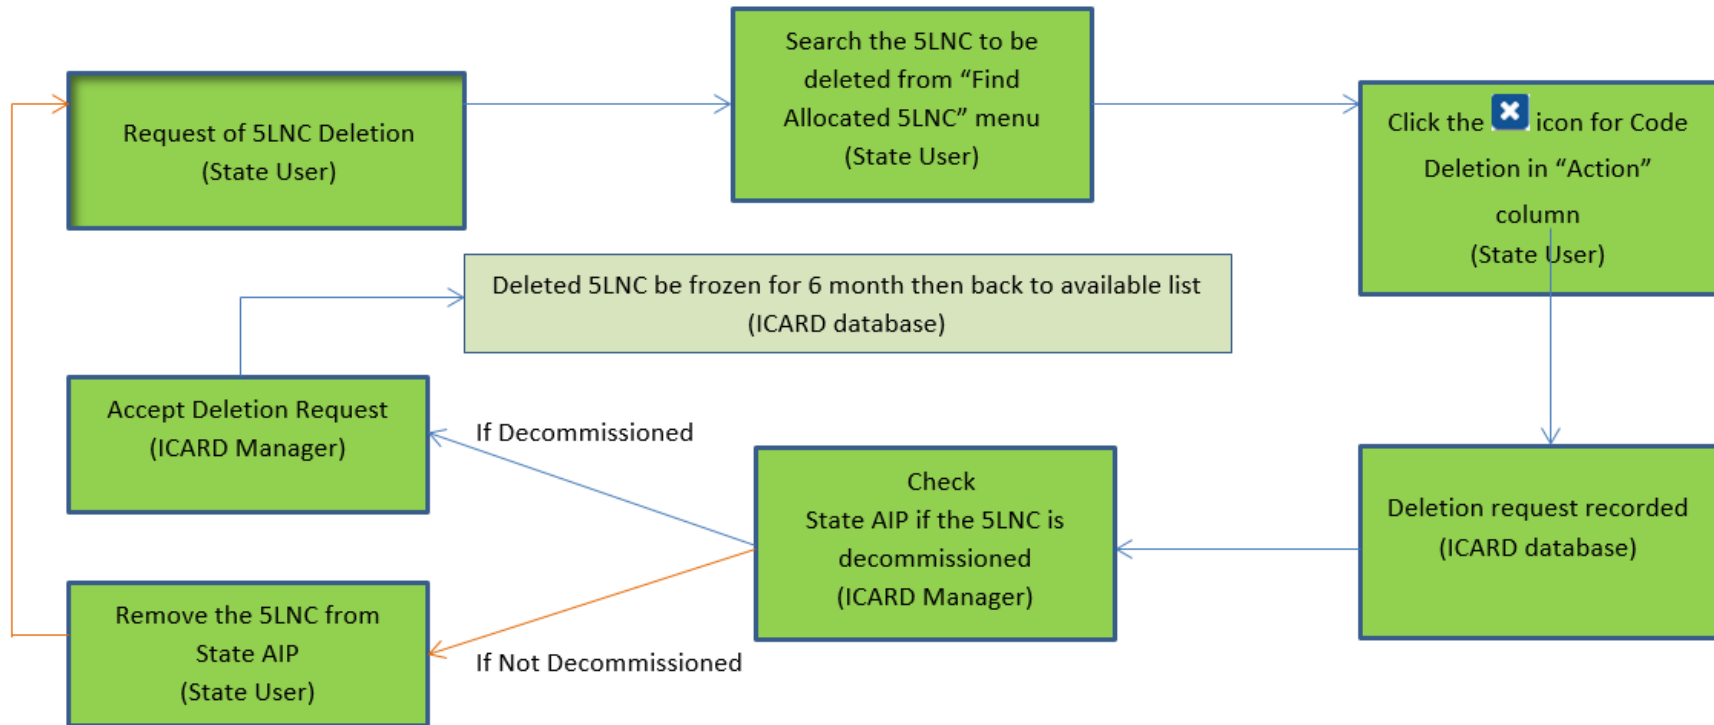 Request of 5LNC Deletion
(State User)
Search the 5LNC to be
deleted from “Find
Allocated 5LNC” menu
(State User)
Click the icon for Code
Deletion in “Action”
column
(State User)
Deletion request recorded
(ICARD database)
Check
State AIP if the 5LNC is
decommissioned
(ICARD Manager)
If Decommissioned
Accept Deletion Request
(ICARD Manager)
Deleted 5LNC be frozen for 6 month then back to available list
(ICARD database)
If Not Decommissioned
Remove the 5LNC from
State AIP
(State User)